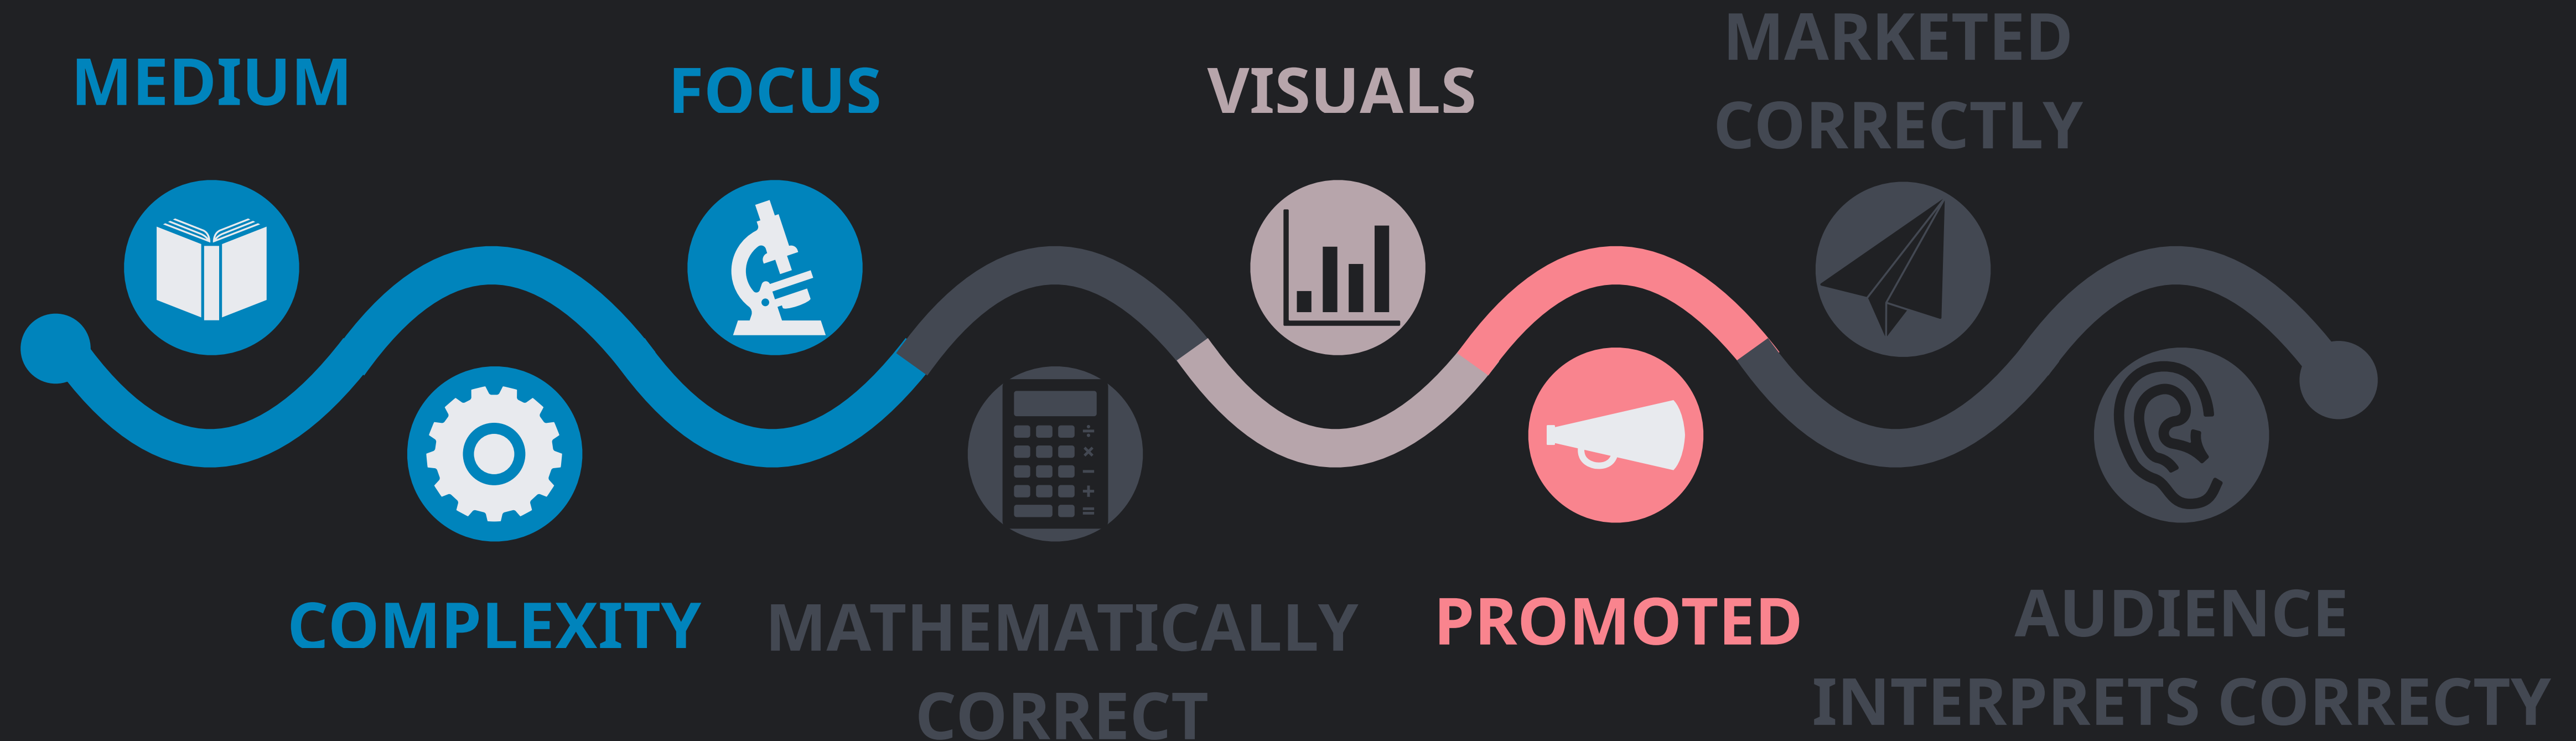 MEDIUM
COMPLEXITY
FOCUS
MATHEMATICALLY
CORRECT
÷
×
−
+
=
VISUALS
PROMOTED
MARKETED
CORRECTLY
AUDIENCE
INTERPRETS CORRECTY